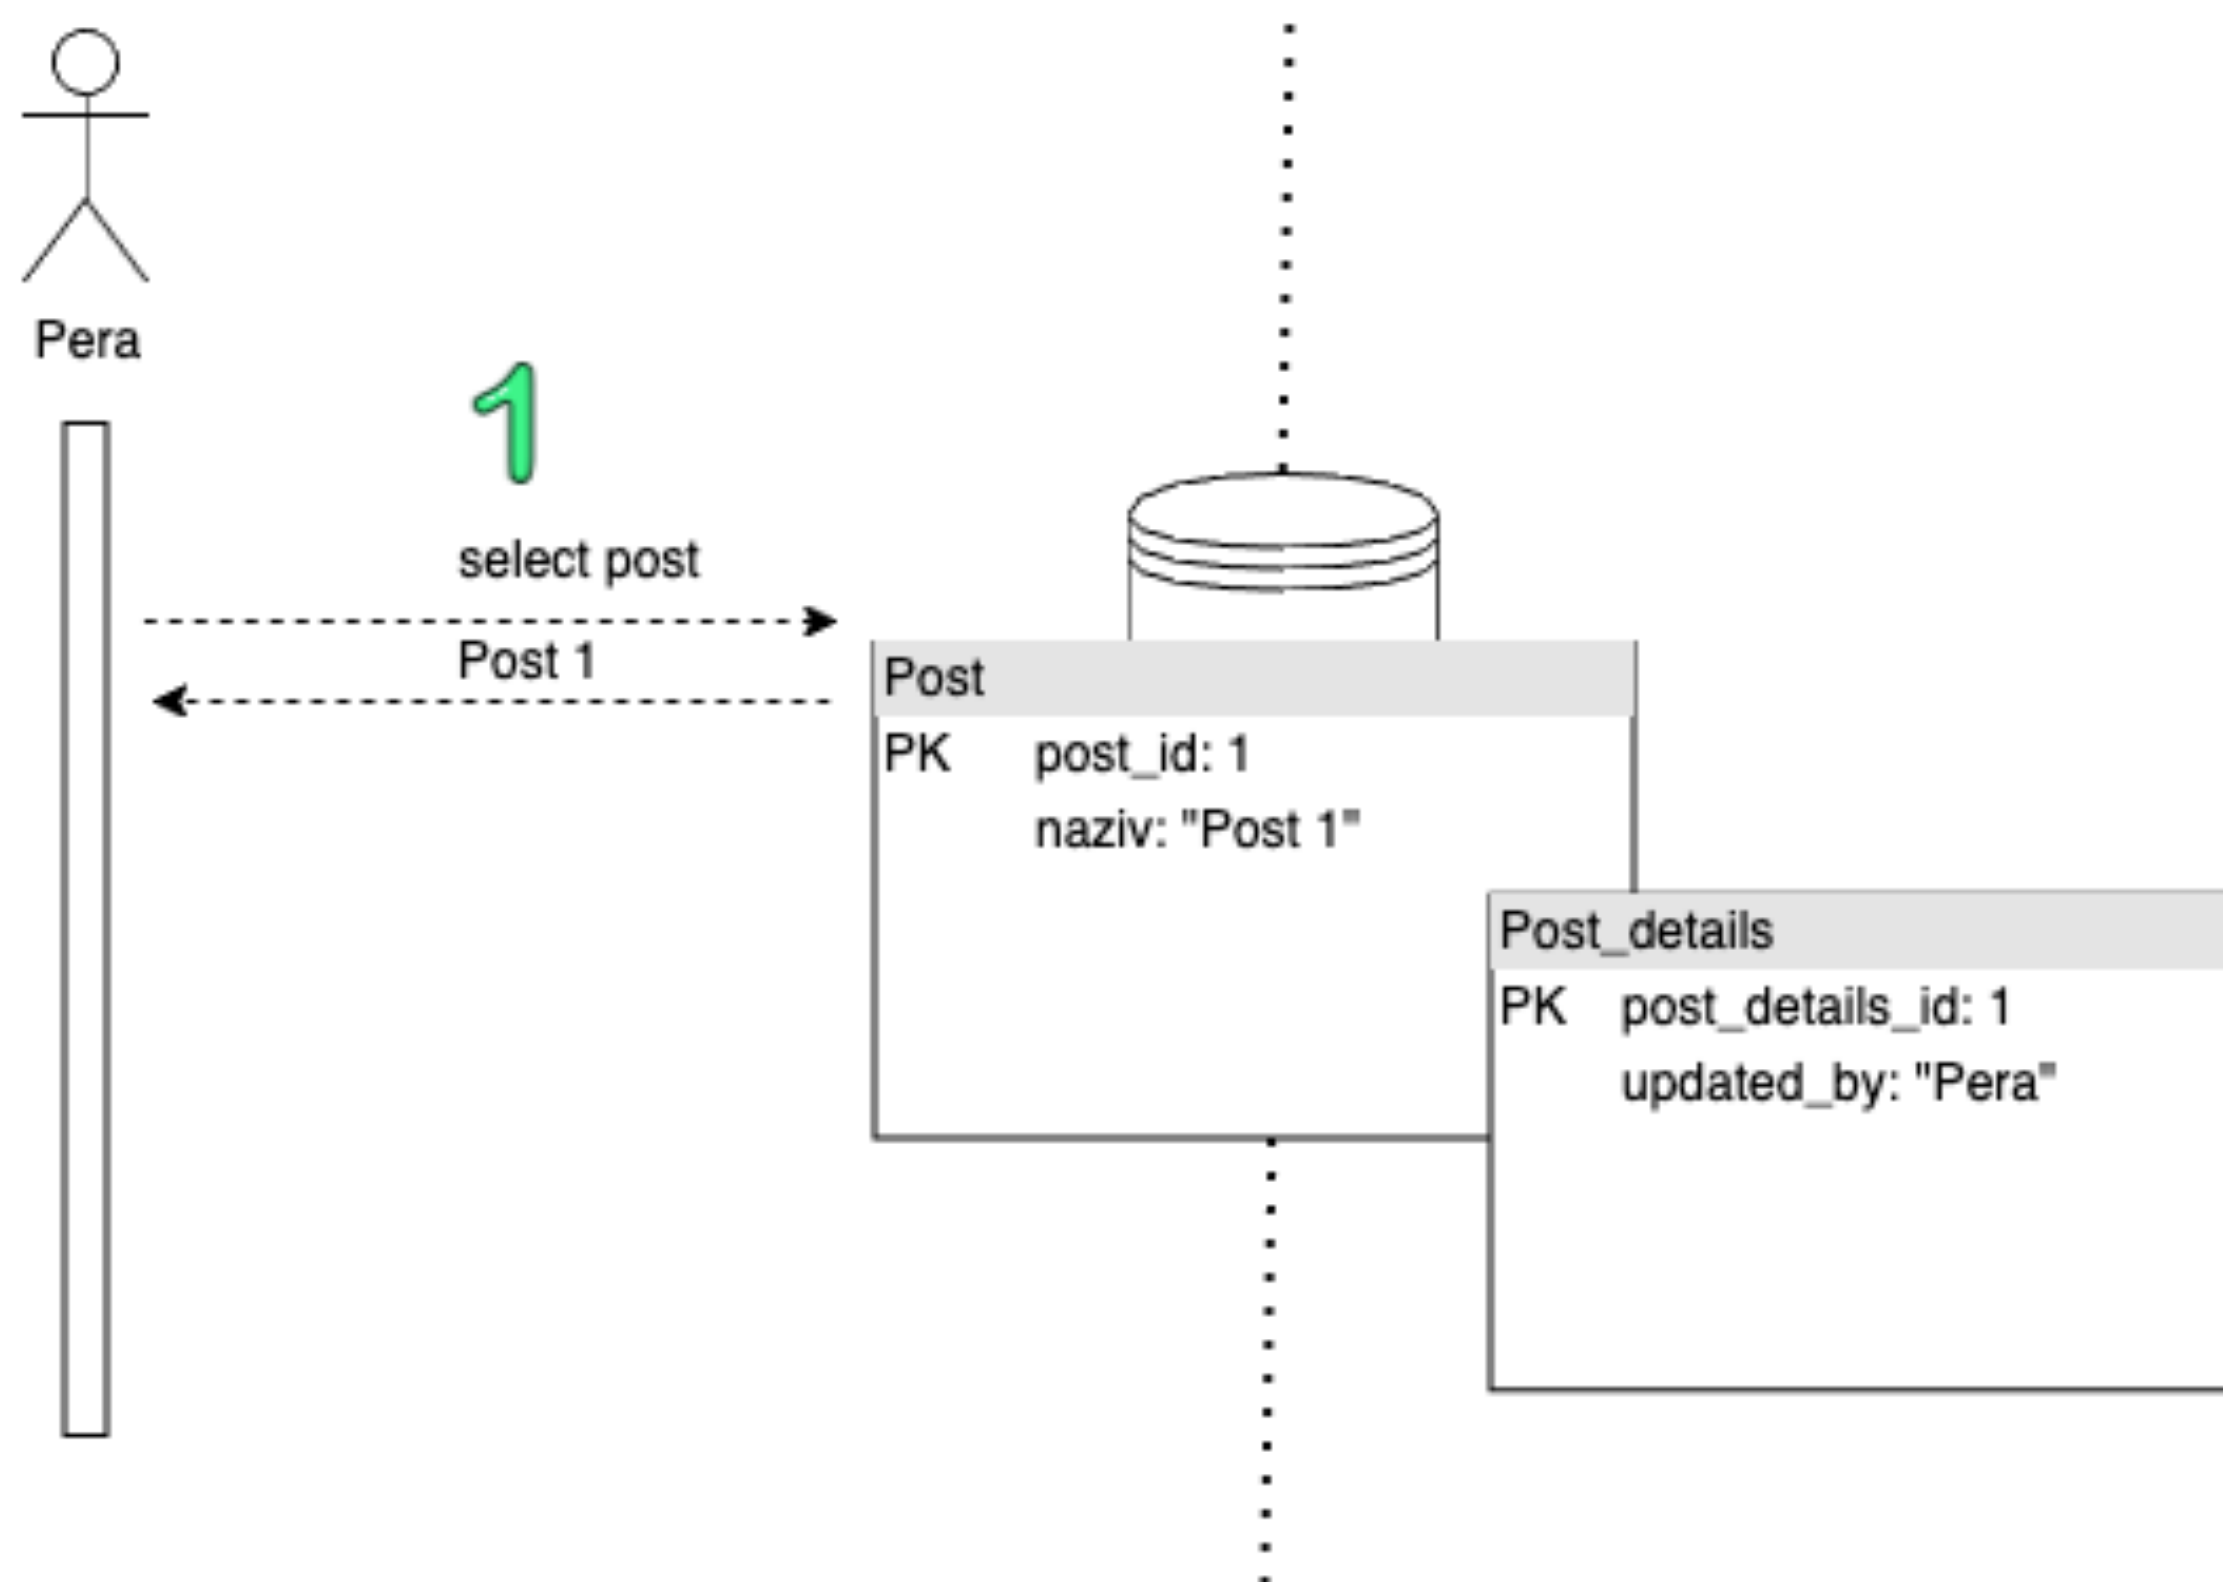 Pera
1
select post
Post 1
Post
PK post_id: 1
naziv: "Post 1"
Post_details
PK post_details_id: 1
updated_by: "Pera"